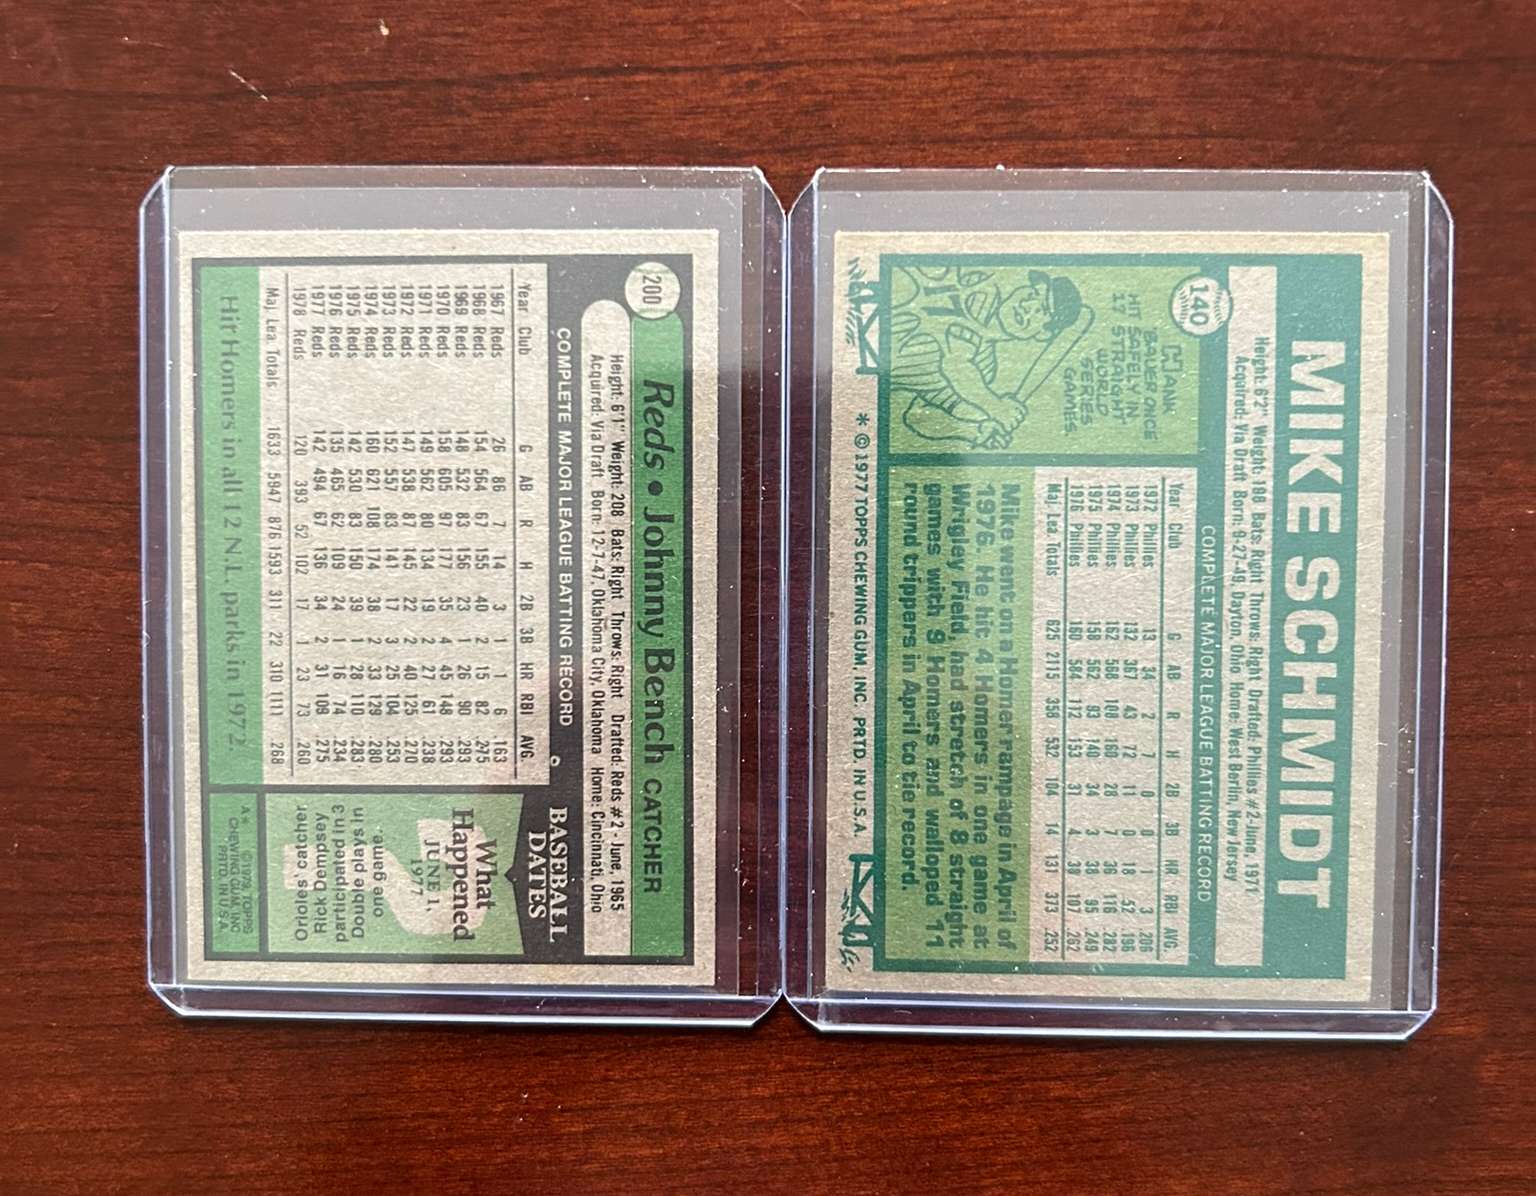 MIKE SCHMIDT
140
Height: 6'2" Weight: 198 Bats: Right Throws: Right Drafted: Phillies #2-June, 1971
Acquired: Via Draft Born: 9-27-49, Dayton, Ohio Home: West Berlin, New Jersey
COMPLETE MAJOR LEAGUE BATTING RECORD
Year Club G AB R H 2B 3B HR RBI AVG.
1972 Phillies 13 34 2 7 0 0 1 3 .206
1973 Phillies 132 367 43 72 11 0 18 52 .196
1974 Phillies 162 568 108 160 28 7 36 116 .282
1975 Phillies 158 562 93 140 34 3 38 95 .249
1976 Phillies 160 584 112 153 31 4 38 107 .262
Maj. Lea. Totals 625 2115 358 532 104 14 131 373 .252
HANK
BAUER ONCE
HIT
SAFELY IN
17 STRAIGHT
WORLD
SERIES
GAMES.
17
Mike went on a Homer rampage in April of
1976. He hit 4 Homers in one game at
Wrigley Field, had stretch of 8 straight
games with 9 Homers and walloped 11
round trippers in April to tie record.
* © 1977 TOPPS CHEWING GUM, INC. PRTD. IN U.S.A.
200
Reds • Johnny Bench CATCHER
Height: 6'1" Weight: 208 Bats: Right Throws: Right Drafted: Reds #2 - June, 1965
Acquired: Via Draft Born: 12-7-47, Oklahoma City, Oklahoma Home: Cincinnati, Ohio
COMPLETE MAJOR LEAGUE BATTING RECORD
Year Club G AB R H 2B 3B HR RBI AVG.
1967 Reds 26 86 7 14 3 1 1 6 .163
1968 Reds 154 564 67 155 40 2 15 82 .275
1969 Reds 148 532 83 156 23 1 26 90 .293
1970 Reds 158 605 97 177 35 4 45 148 .293
1971 Reds 149 562 80 134 19 2 27 61 .238
1972 Reds 147 538 87 145 22 2 40 125 .270
1973 Reds 152 557 83 141 17 3 25 104 .253
1974 Reds 160 621 108 174 38 2 33 129 .280
1975 Reds 142 530 83 150 39 1 28 110 .283
1976 Reds 135 465 62 109 24 1 16 74 .234
1977 Reds 142 494 67 136 34 2 31 109 .275
1978 Reds 120 393 52 102 17 1 23 73 .260
Maj. Lea. Totals 1633 5947 876 1593 311 22 310 1111 .268
Hit Homers in all 12 N.L. parks in 1972.
BASEBALL
DATES
What
Happened
JUNE 1,
1977
Orioles' catcher
Rick Dempsey
participated in 3
Double plays in
one game.
A* © 1979 TOPPS
CHEWING GUM, INC.
PRTD. IN U.S.A.